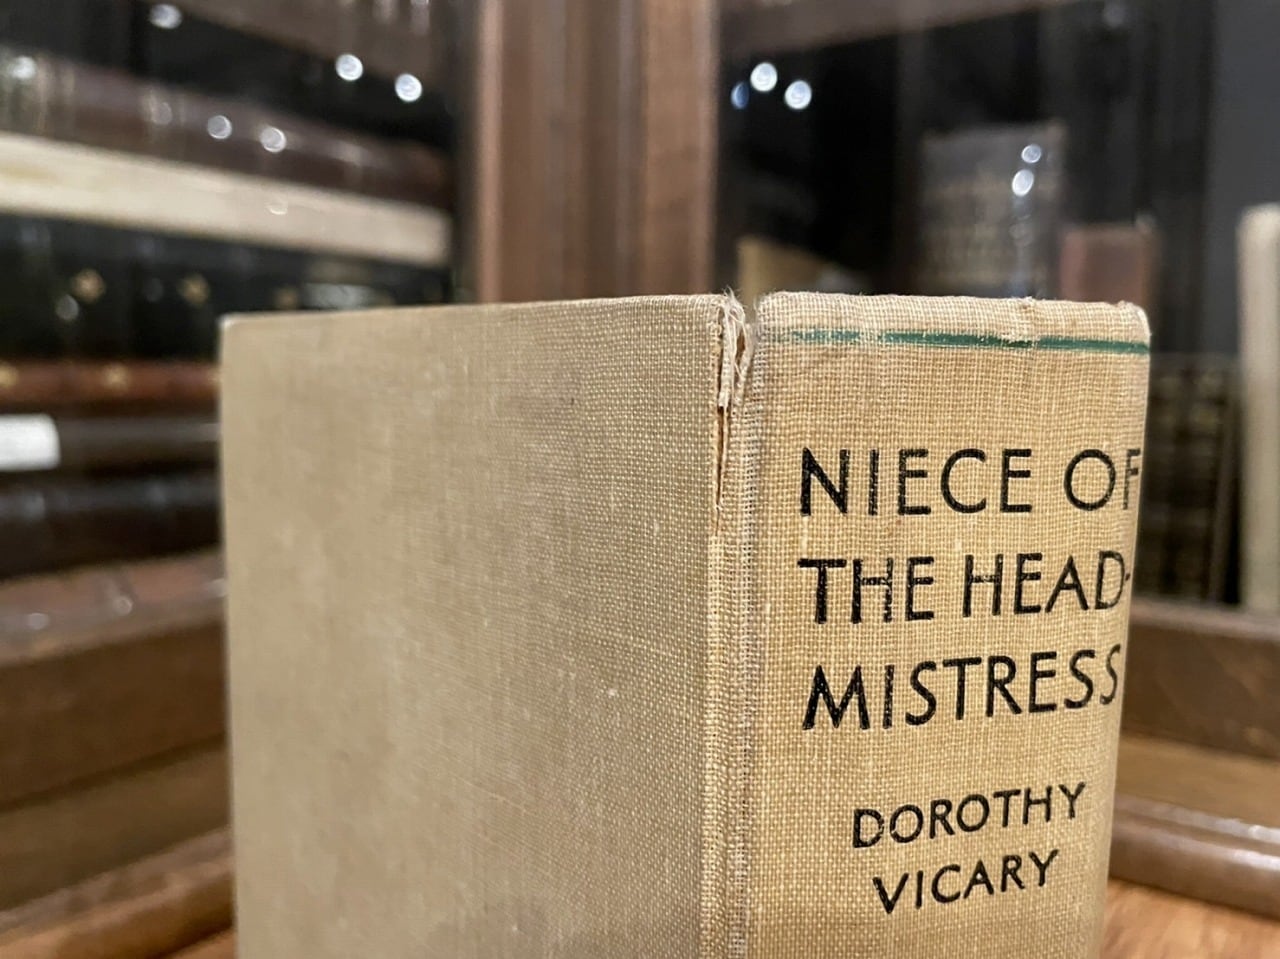 NIECE OF
THE HEAD-
MISTRESS
DOROTHY
VICARY